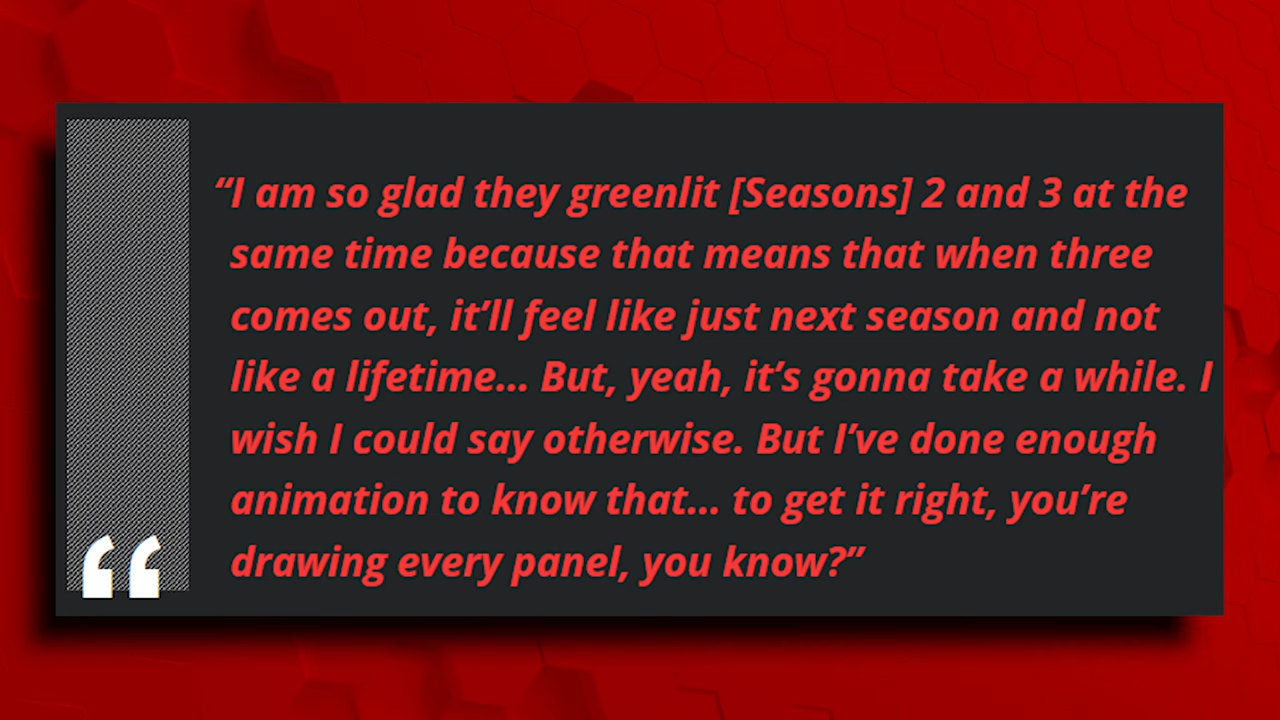 “I am so glad they greenlit [Seasons] 2 and 3 at the
same time because that means that when three
comes out, it’ll feel like just next season and not
like a lifetime... But, yeah, it’s gonna take a while. I
wish I could say otherwise. But I’ve done enough
animation to know that... to get it right, you’re
drawing every panel, you know?”